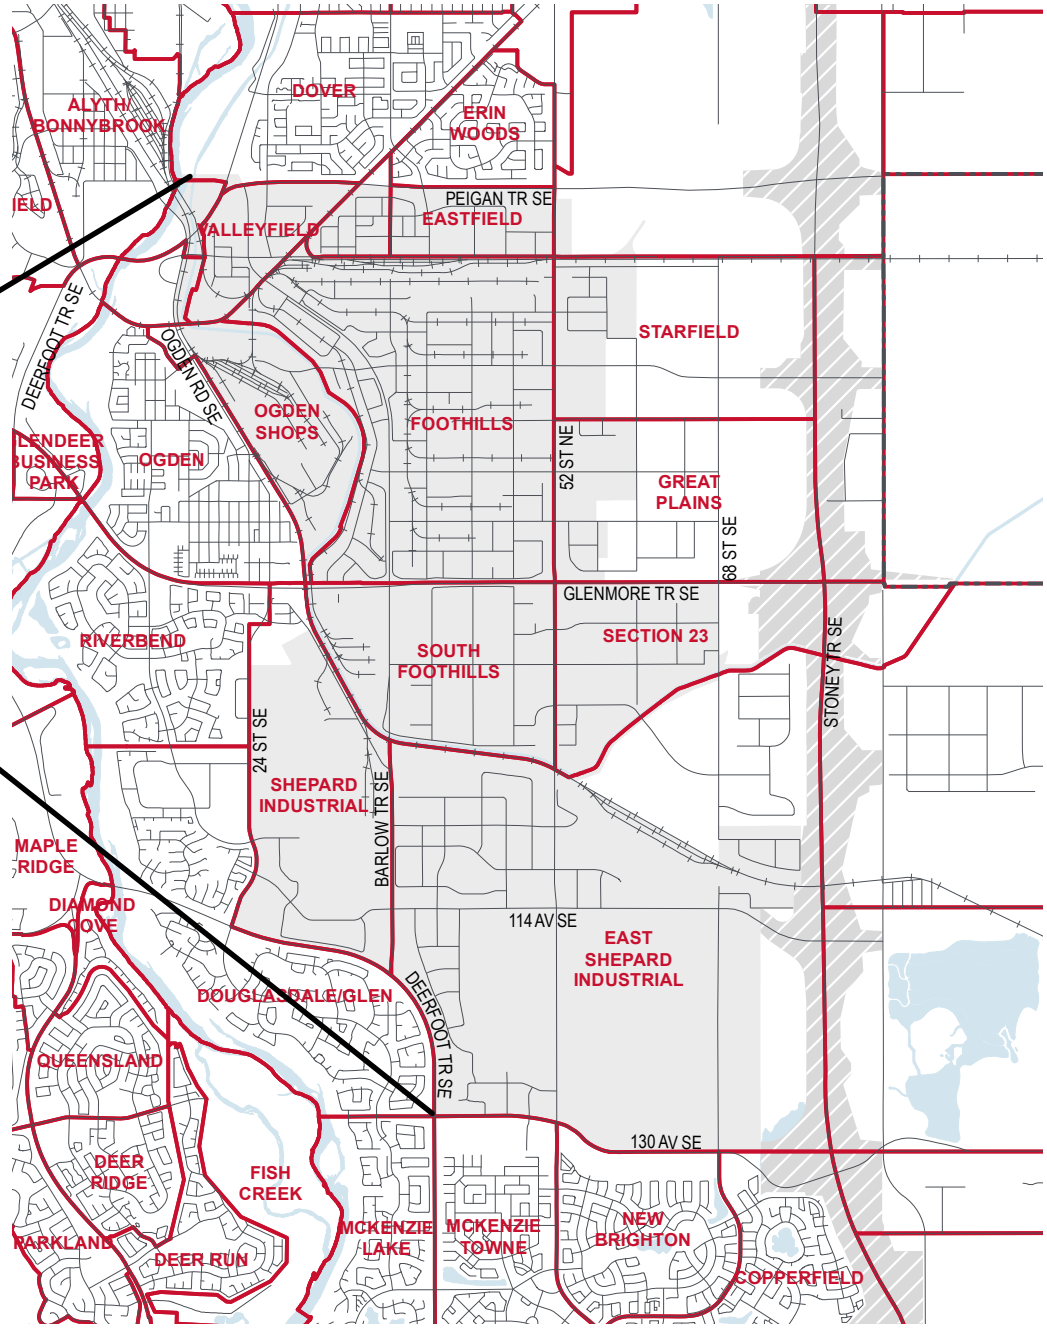 DOVER
ALYTH/
BONNYBROOK
ERIN
WOODS
IELD
PEIGAN TR SE
EASTFIELD
VALLEYFIELD
DEERFOOT TR SE
OGDEN RD SE
STARFIELD
OGDEN
SHOPS
FOOTHILLS
LENDEER
BUSINESS
PARK
OGDEN
52 ST NE
GREAT
PLAINS
68 ST SE
GLENMORE TR SE
RIVERBEND
SOUTH
FOOTHILLS
SECTION 23
STONEY TR SE
24 ST SE
SHEPARD
INDUSTRIAL
BARLOW TR SE
MAPLE
RIDGE
DIAMOND
COVE
114 AV SE
EAST
SHEPARD
INDUSTRIAL
DOUGLASDALE/GLEN
DEERFOOT TR SE
QUEENSLAND
130 AV SE
DEER
RIDGE
FISH
CREEK
PARKLAND
DEER RUN
MCKENZIE
LAKE
MCKENZIE
TOWNE
NEW
BRIGHTON
COPPERFIELD